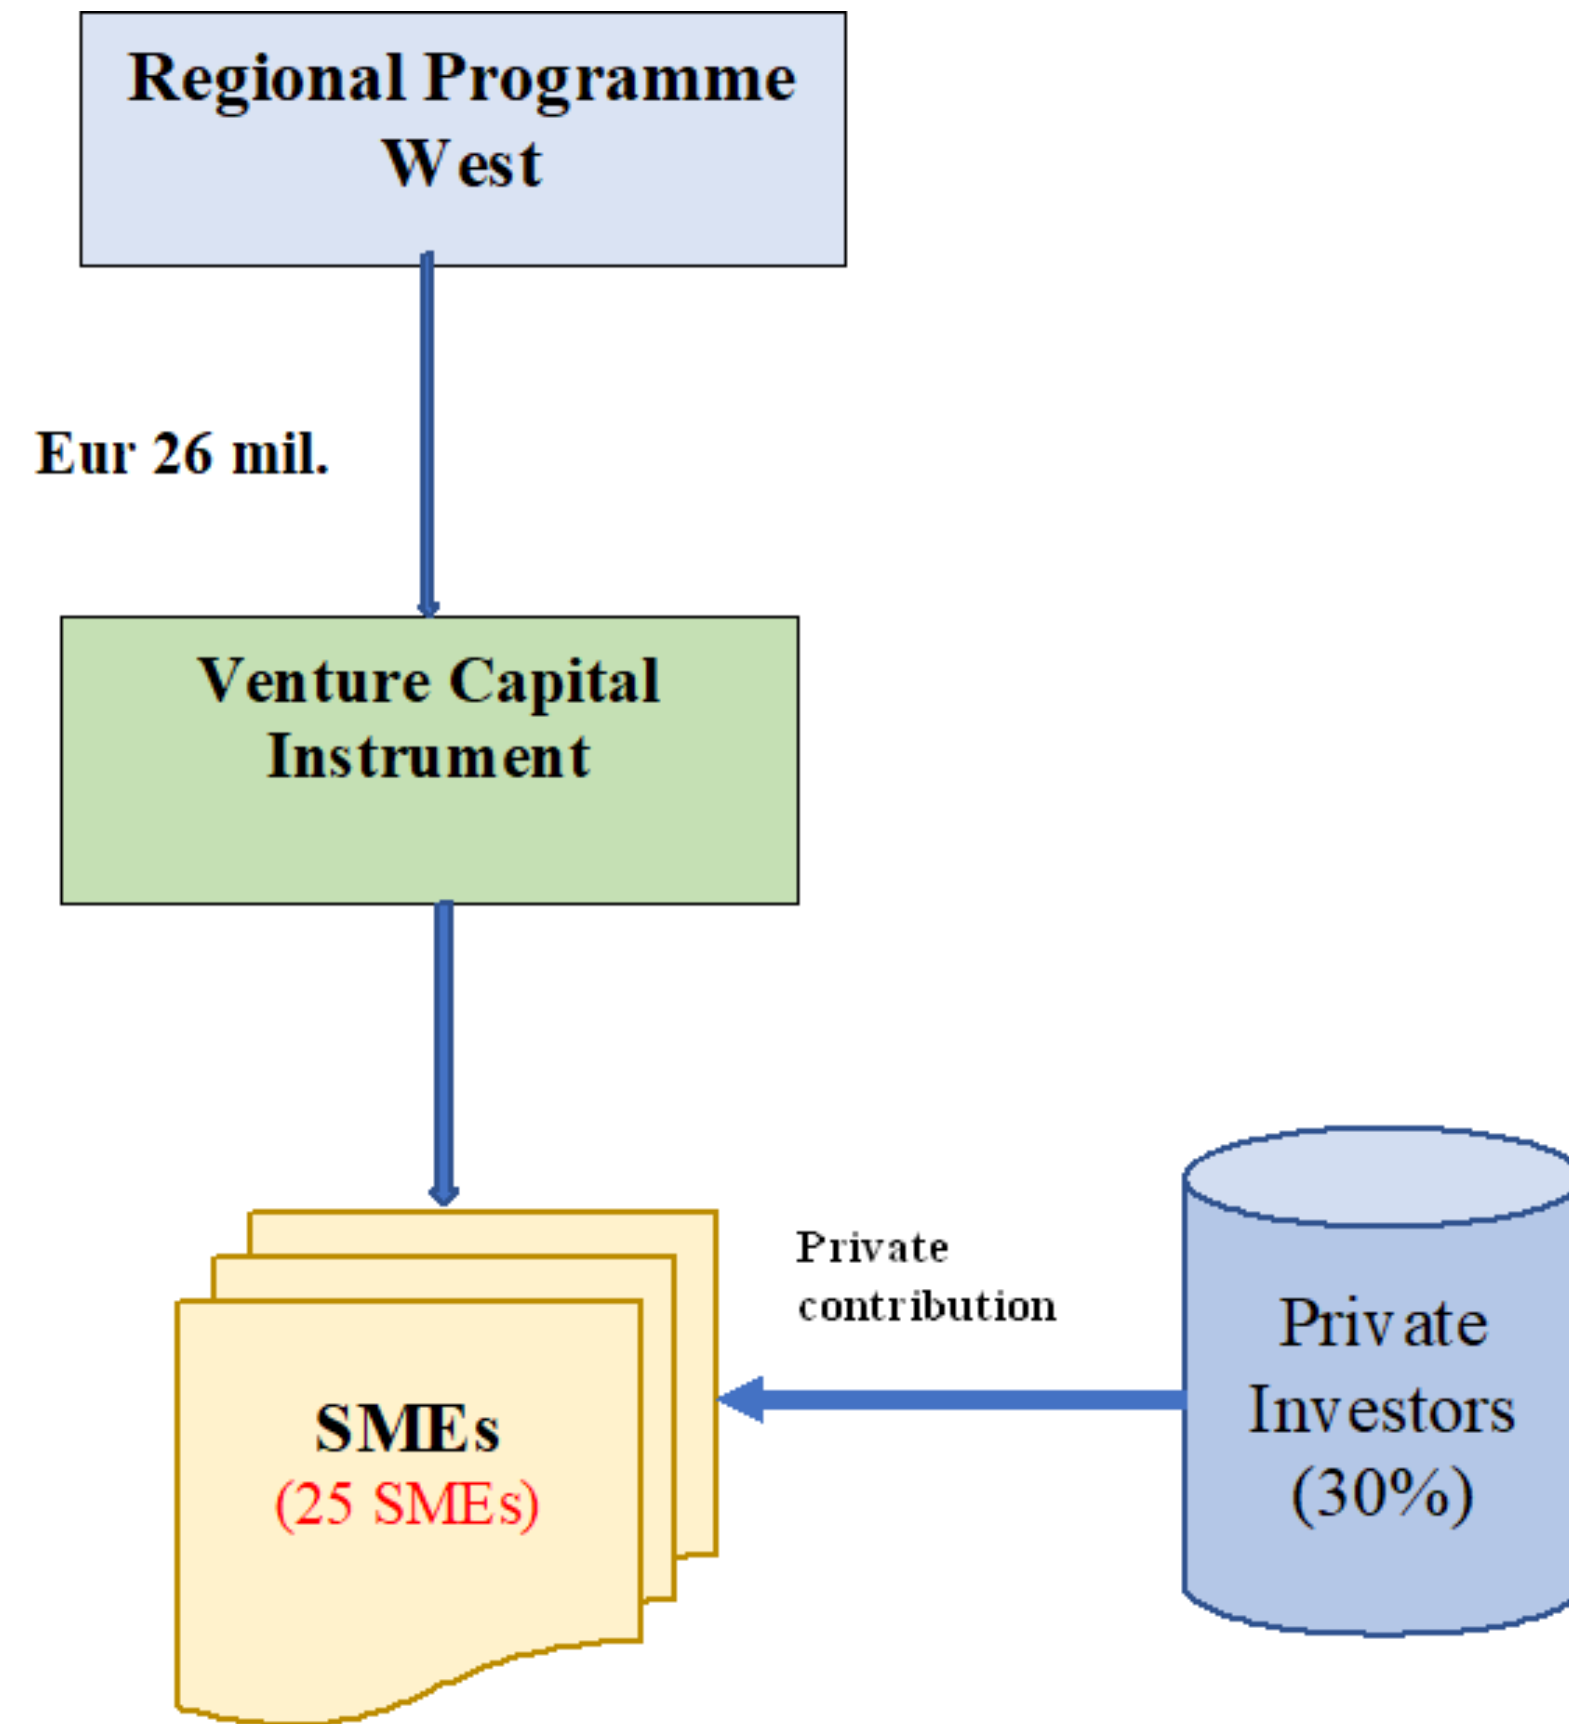 Regional Programme
West
Eur 26 mil.
Venture Capital
Instrument
Private
contribution
Private
Investors
(30%)
SMEs
(25 SMEs)